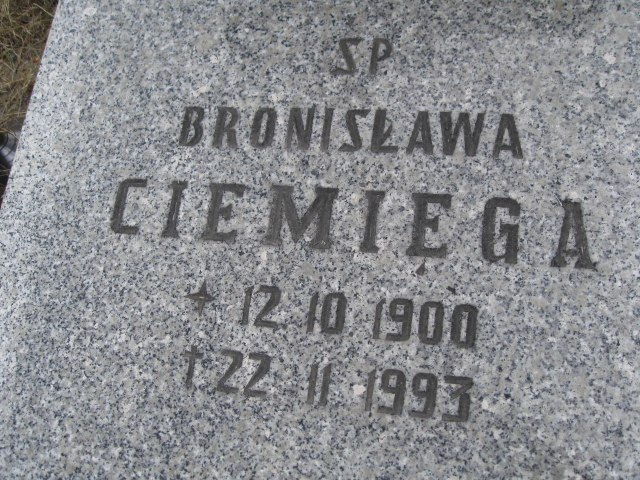 SP
BRONISŁAWA
CIEMIĘGA
✦ 12 10 1900
† 22 11 1993